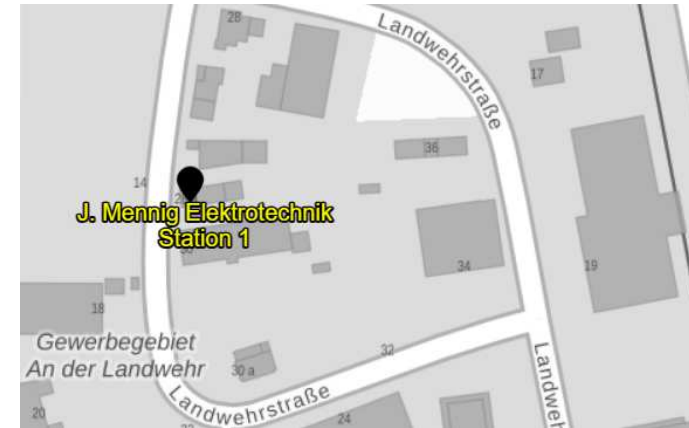 28
Landwehrstraße
17
36
14
J. Mennig Elektrotechnik
Station 1
34
19
18
Gewerbegebiet
An der Landwehr
32
30 a
Landwehrstraße
Landwehr
20
24